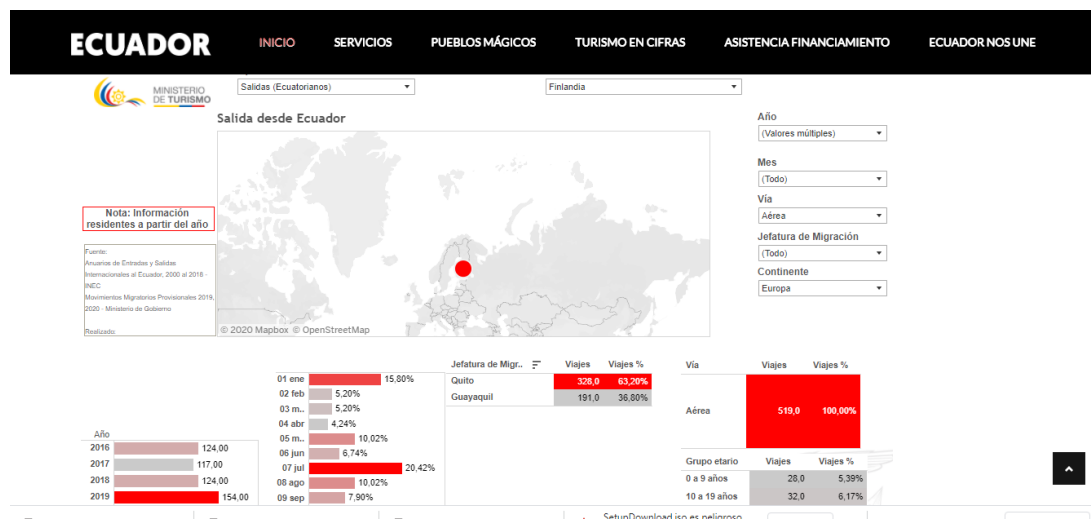 ECUADOR INICIO SERVICIOS PUEBLOS MÁGICOS TURISMO EN CIFRAS ASISTENCIA FINANCIAMIENTO ECUADOR NOS UNE
MINISTERIO
DE TURISMO
Salidas (Ecuatorianos) Finlandia
Salida desde Ecuador
Año
(Valores múltiples)
Mes
(Todo)
Vía
Aérea
Jefatura de Migración
(Todo)
Continente
Europa
Nota: Información
residentes a partir del año
Fuente:
Anuarios de Entradas y Salidas
Internacionales al Ecuador, 2000 al 2018 -
INEC
Movimientos Migratorios Provisionales 2019,
2020 - Ministerio de Gobierno
Realizado:
© 2020 Mapbox © OpenStreetMap
Año
2016 124,00
2017 117,00
2018 124,00
2019 154,00
01 ene 15,80%
02 feb 5,20%
03 m.. 5,20%
04 abr 4,24%
05 m.. 10,02%
06 jun 6,74%
07 jul 20,42%
08 ago 10,02%
09 sep 7,90%
Jefatura de Migr.. Viajes Viajes %
Quito 328,0 63,20%
Guayaquil 191,0 36,80%
Vía Viajes Viajes %
Aérea 519,0 100,00%
Grupo etario Viajes Viajes %
0 a 9 años 28,0 5,39%
10 a 19 años 32,0 6,17%
SetupDownload.iso es peligroso